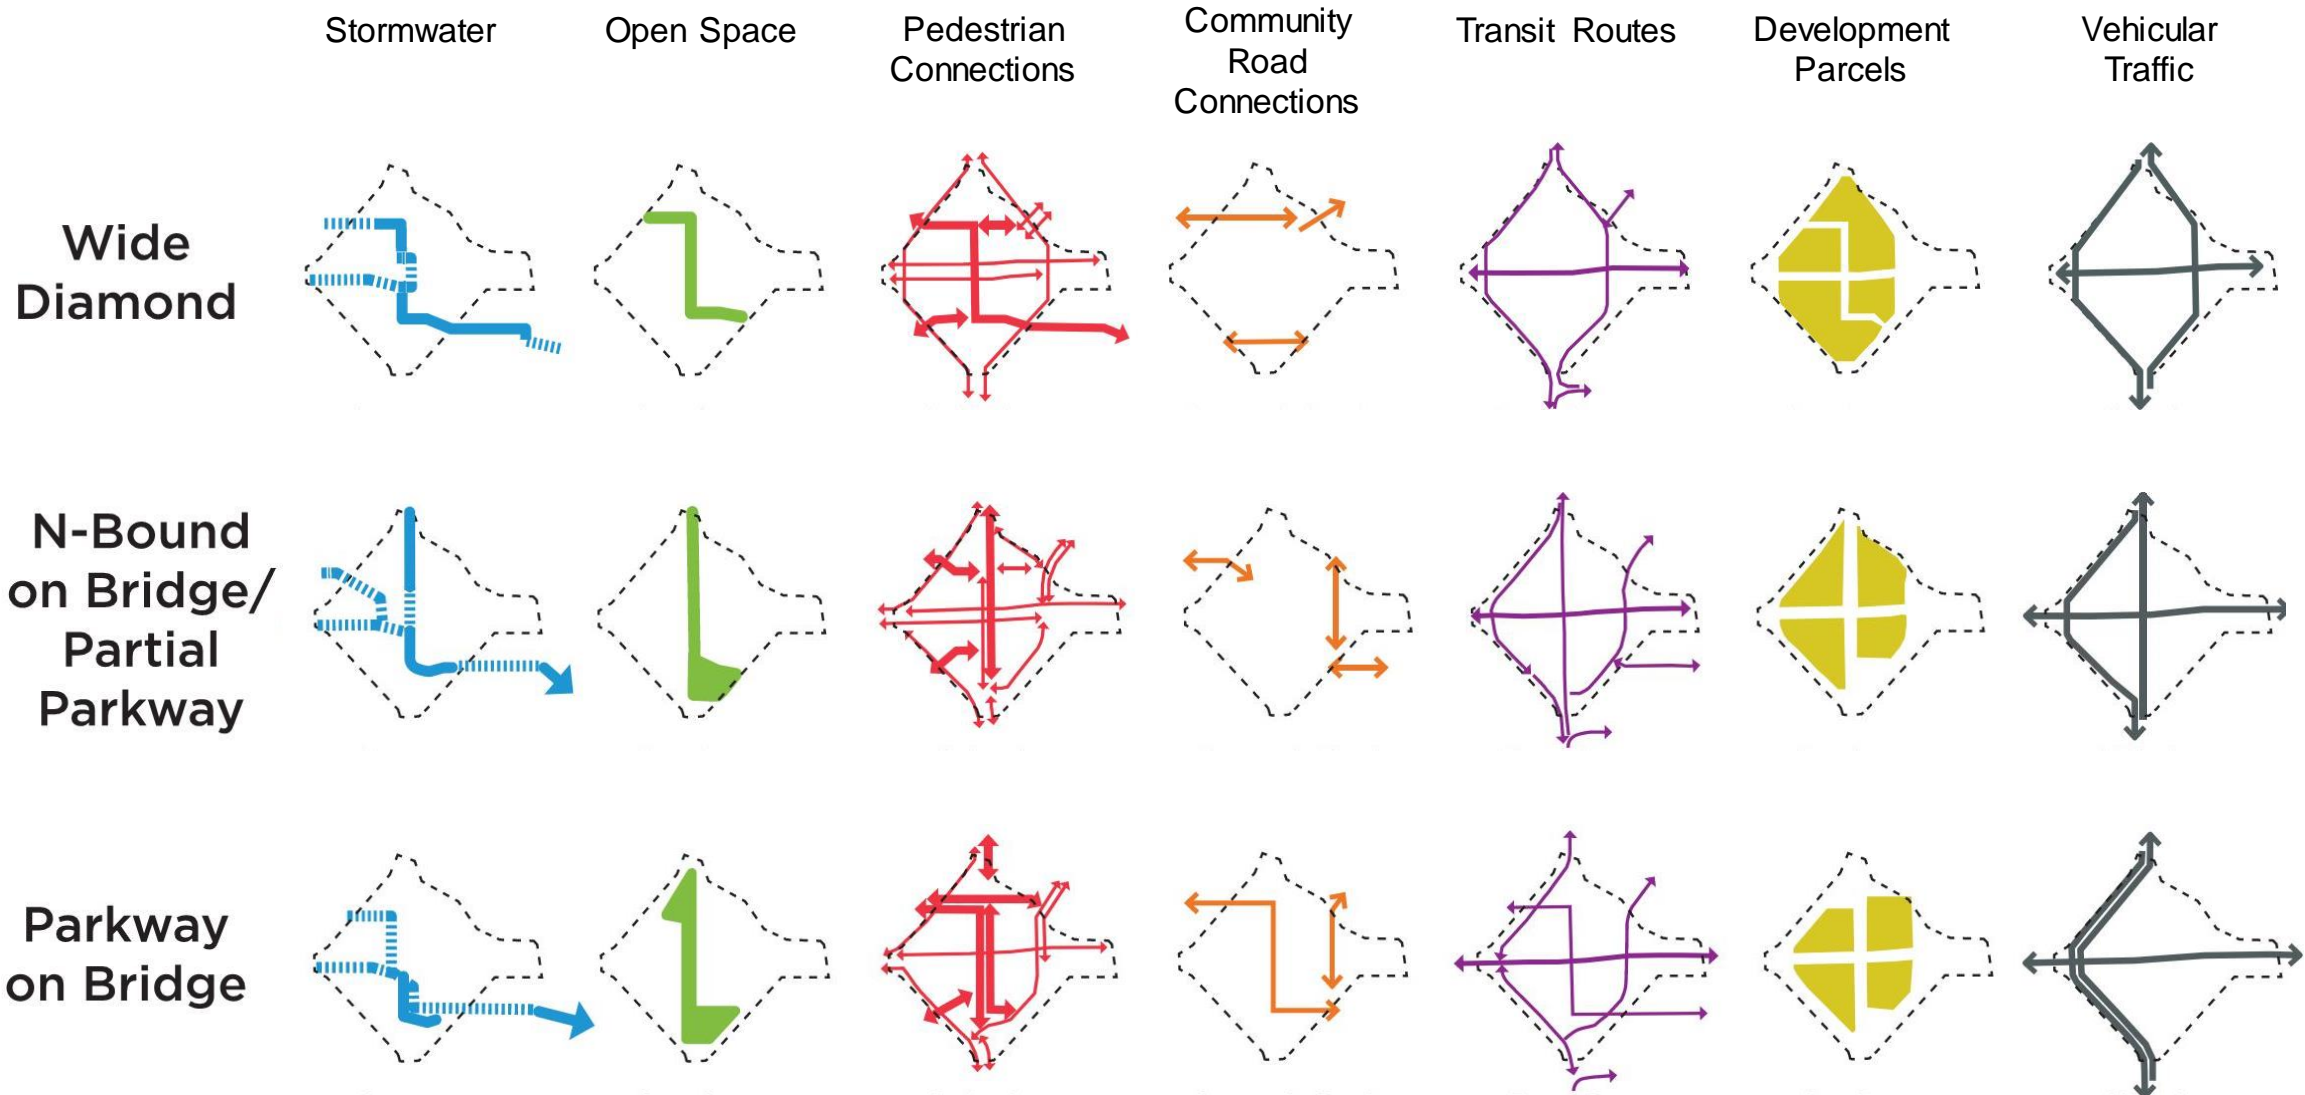 Stormwater
Open Space
Pedestrian
Connections
Community
Road
Connections
Transit Routes
Development
Parcels
Vehicular
Traffic
Wide
Diamond
N-Bound
on Bridge/
Partial
Parkway
Parkway
on Bridge